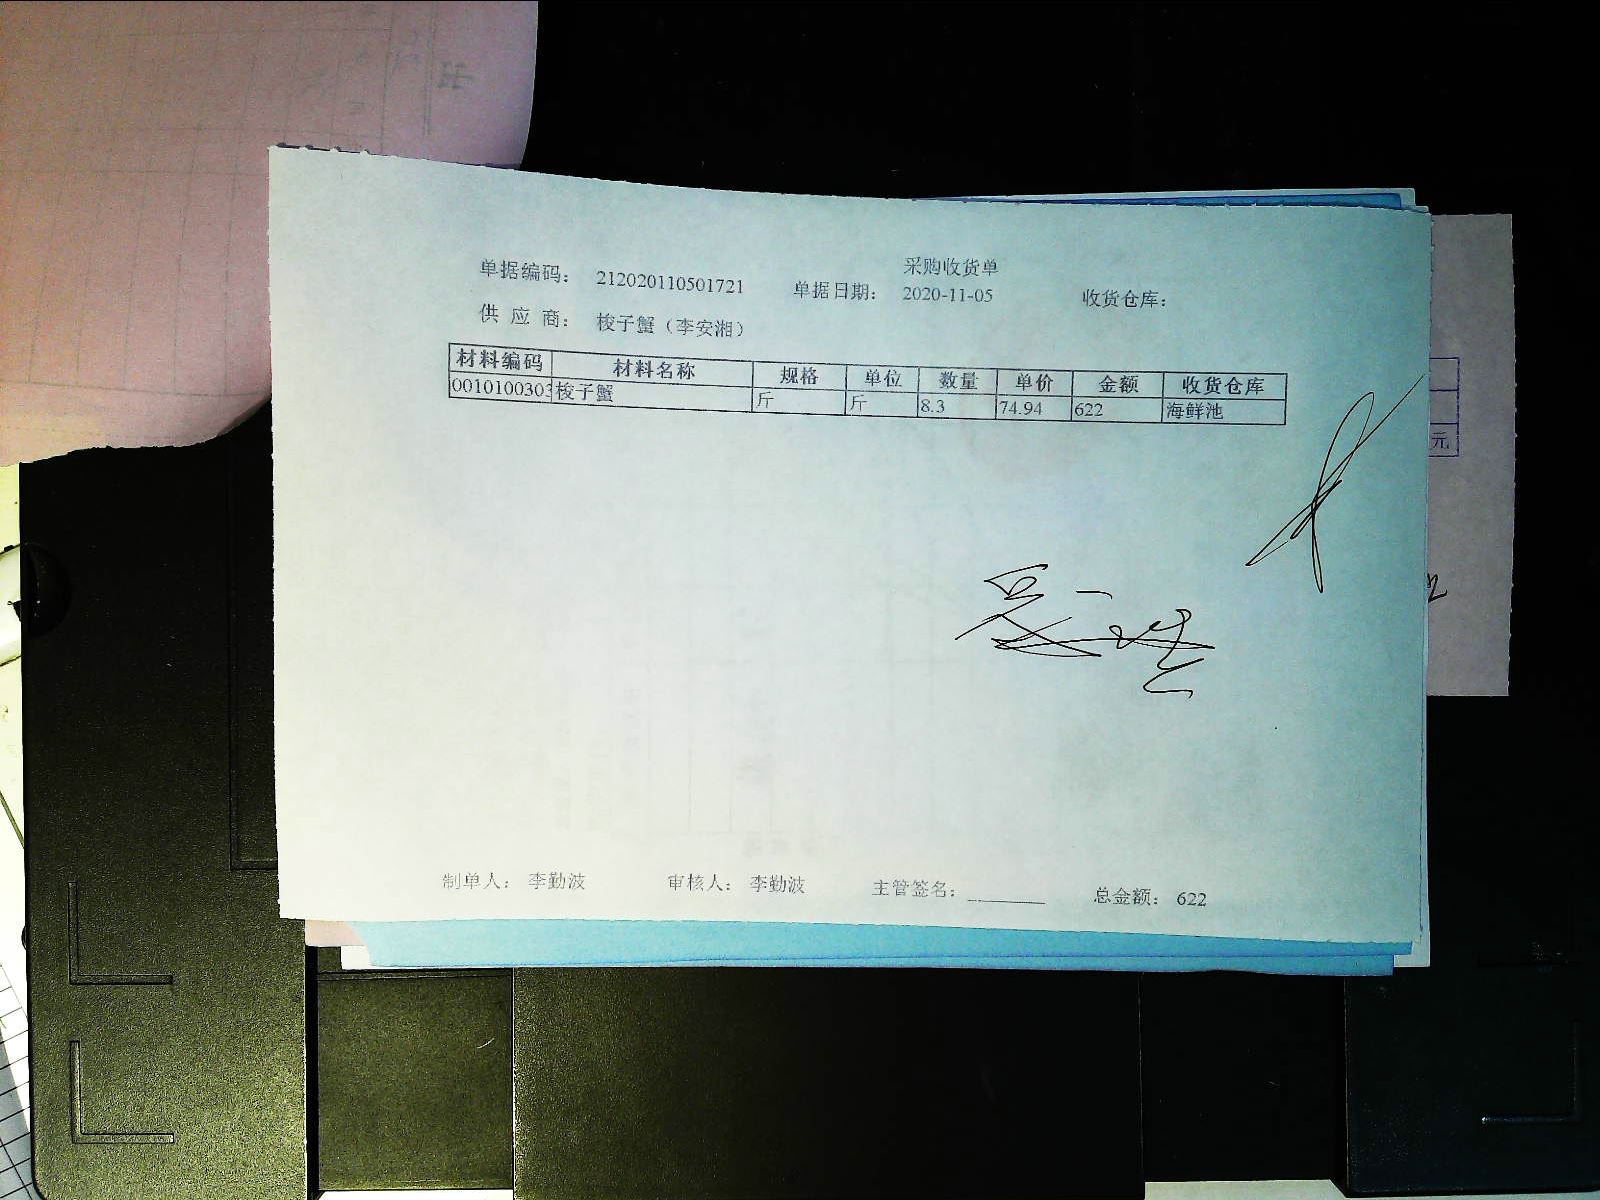 采购收货单
单据编码： 212020110501721 单据日期： 2020-11-05 收货仓库：
供 应 商： 梭子蟹（李安湘）
材料编码 材料名称 规格 单位 数量 单价 金额 收货仓库
0010100303 梭子蟹 斤 斤 8.3 74.94 622 海鲜池
元
制单人： 李勤波 审核人： 李勤波 主管签名： 总金额： 622